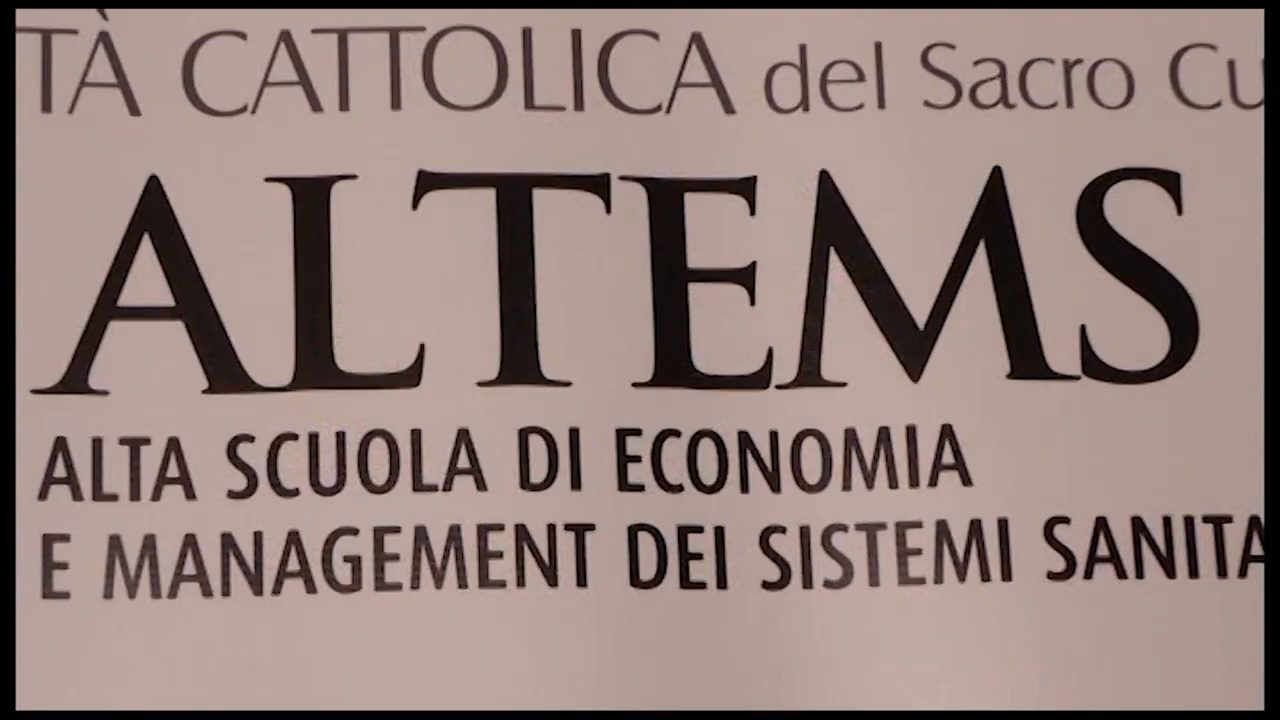 TÀ CATTOLICA del Sacro Cu
ALTEMS
ALTA SCUOLA DI ECONOMIA
E MANAGEMENT DEI SISTEMI SANITA